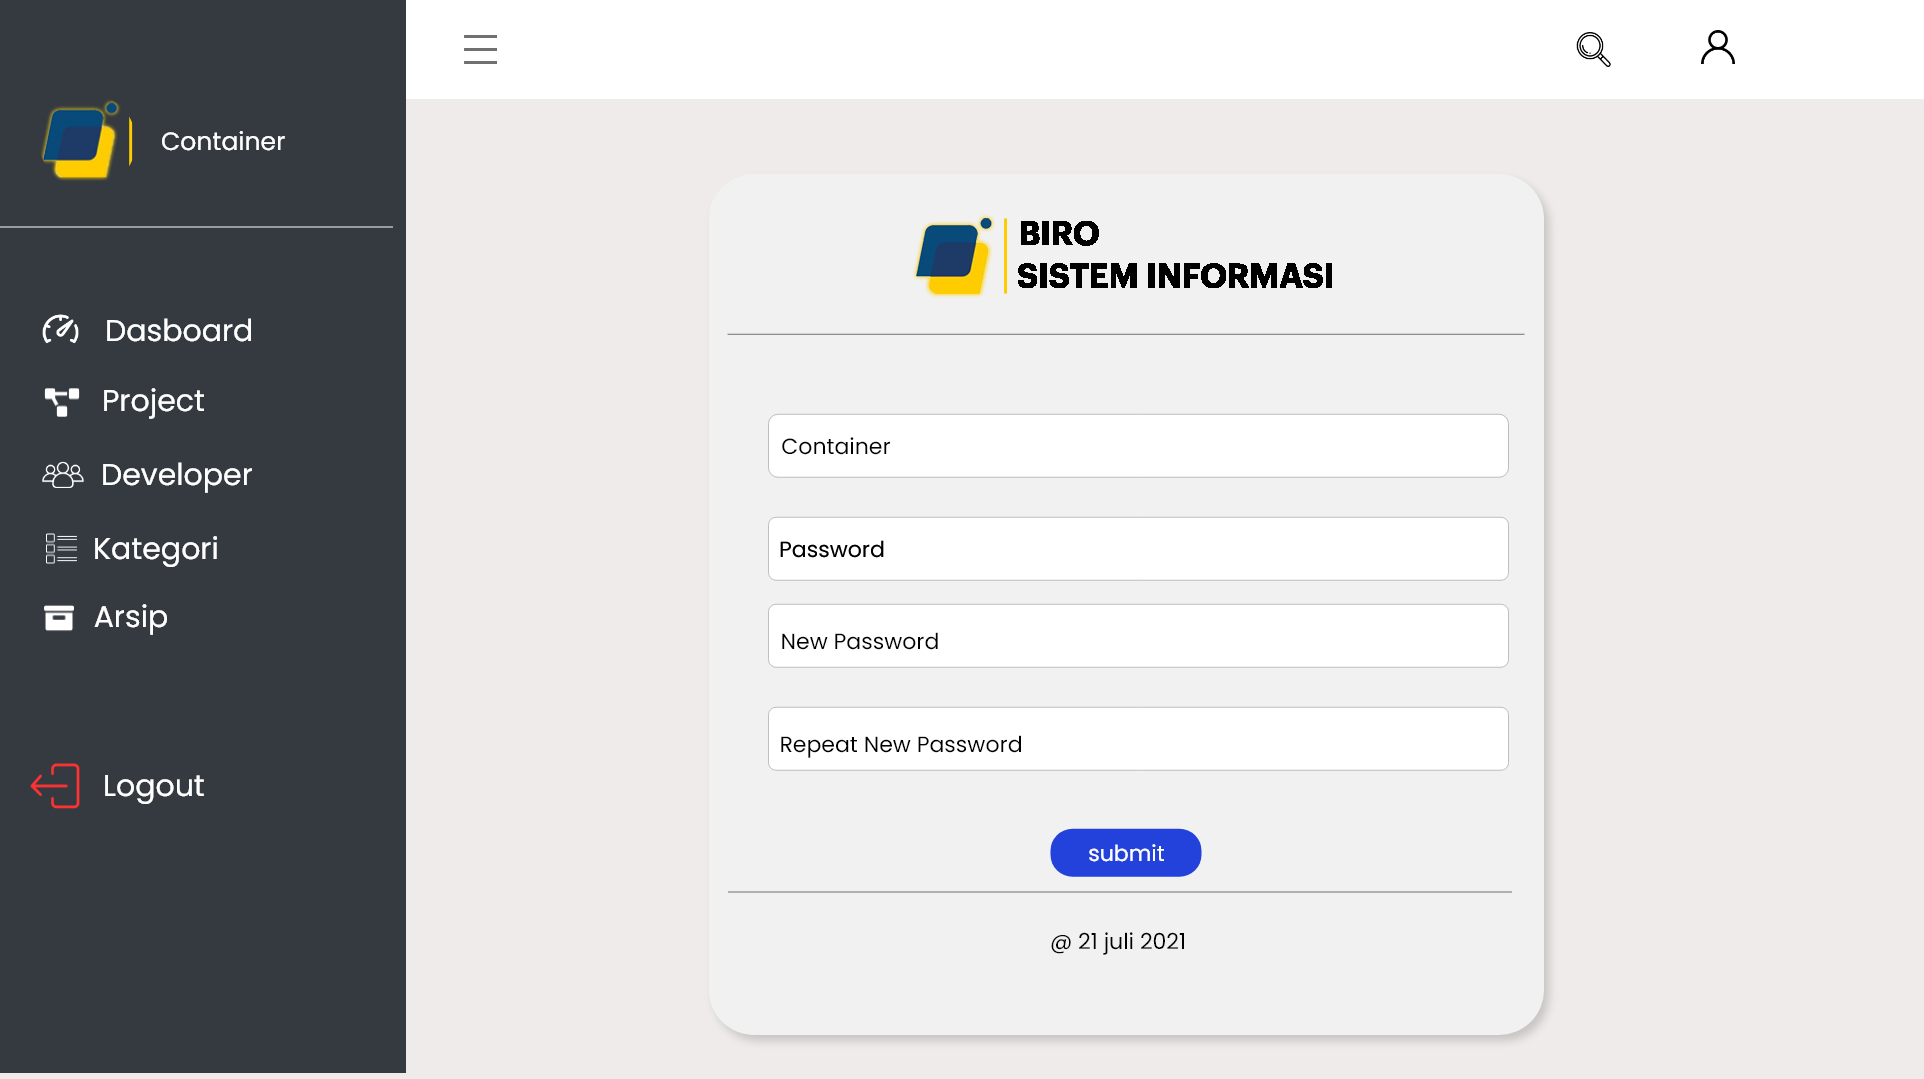 Container
Dasboard
Project
Developer
Kategori
Arsip
Logout
BIRO
SISTEM INFORMASI
Container
Password
New Password
Repeat New Password
submit
@ 21 juli 2021